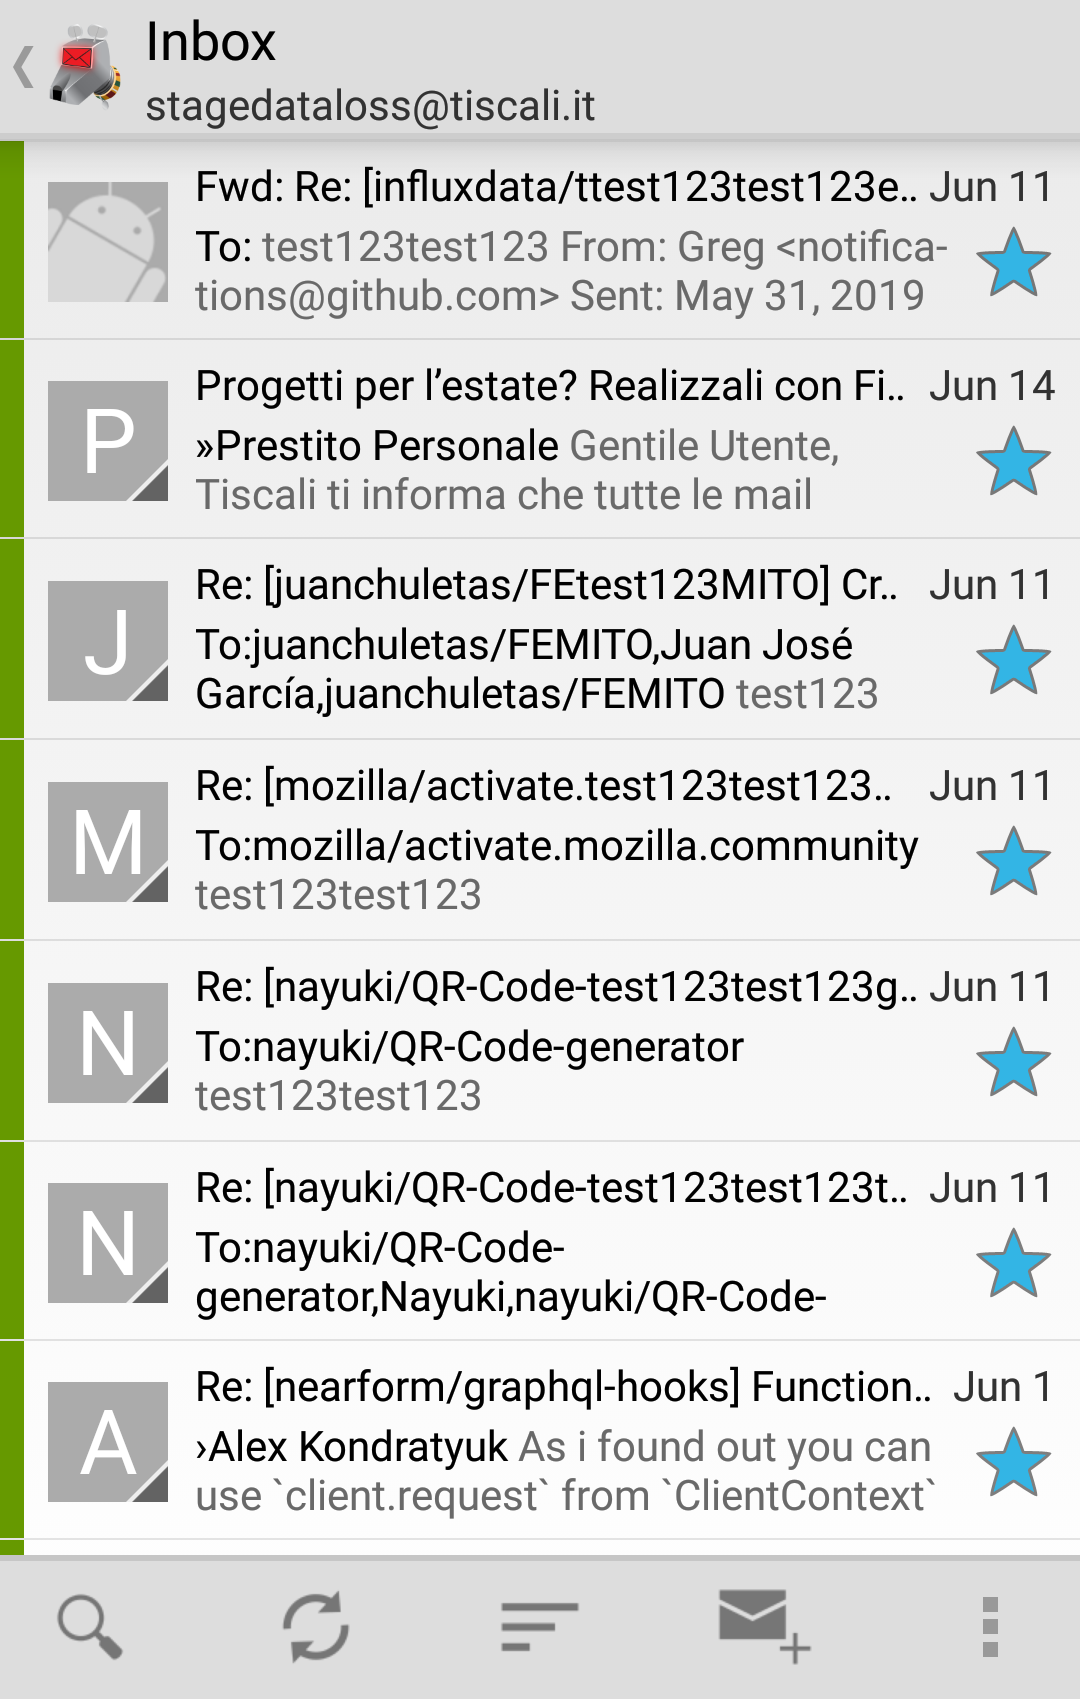 Inbox
stagedataloss@tiscali.it
Fwd: Re: [influxdata/ttest123test123e.. Jun 11
To: test123test123 From: Greg <notifica-
tions@github.com> Sent: May 31, 2019
Progetti per l’estate? Realizzali con Fi.. Jun 14
P
»Prestito Personale Gentile Utente,
Tiscali ti informa che tutte le mail
Re: [juanchuletas/FEtest123MITO] Cr.. Jun 11
J
To:juanchuletas/FEMITO,Juan José
García,juanchuletas/FEMITO test123
Re: [mozilla/activate.test123test123.. Jun 11
M
To:mozilla/activate.mozilla.community
test123test123
Re: [nayuki/QR-Code-test123test123g.. Jun 11
N
To:nayuki/QR-Code-generator
test123test123
Re: [nayuki/QR-Code-test123test123t.. Jun 11
N
To:nayuki/QR-Code-
generator,Nayuki,nayuki/QR-Code-
Re: [nearform/graphql-hooks] Function.. Jun 1
A
›Alex Kondratyuk As i found out you can
use `client.request` from `ClientContext`